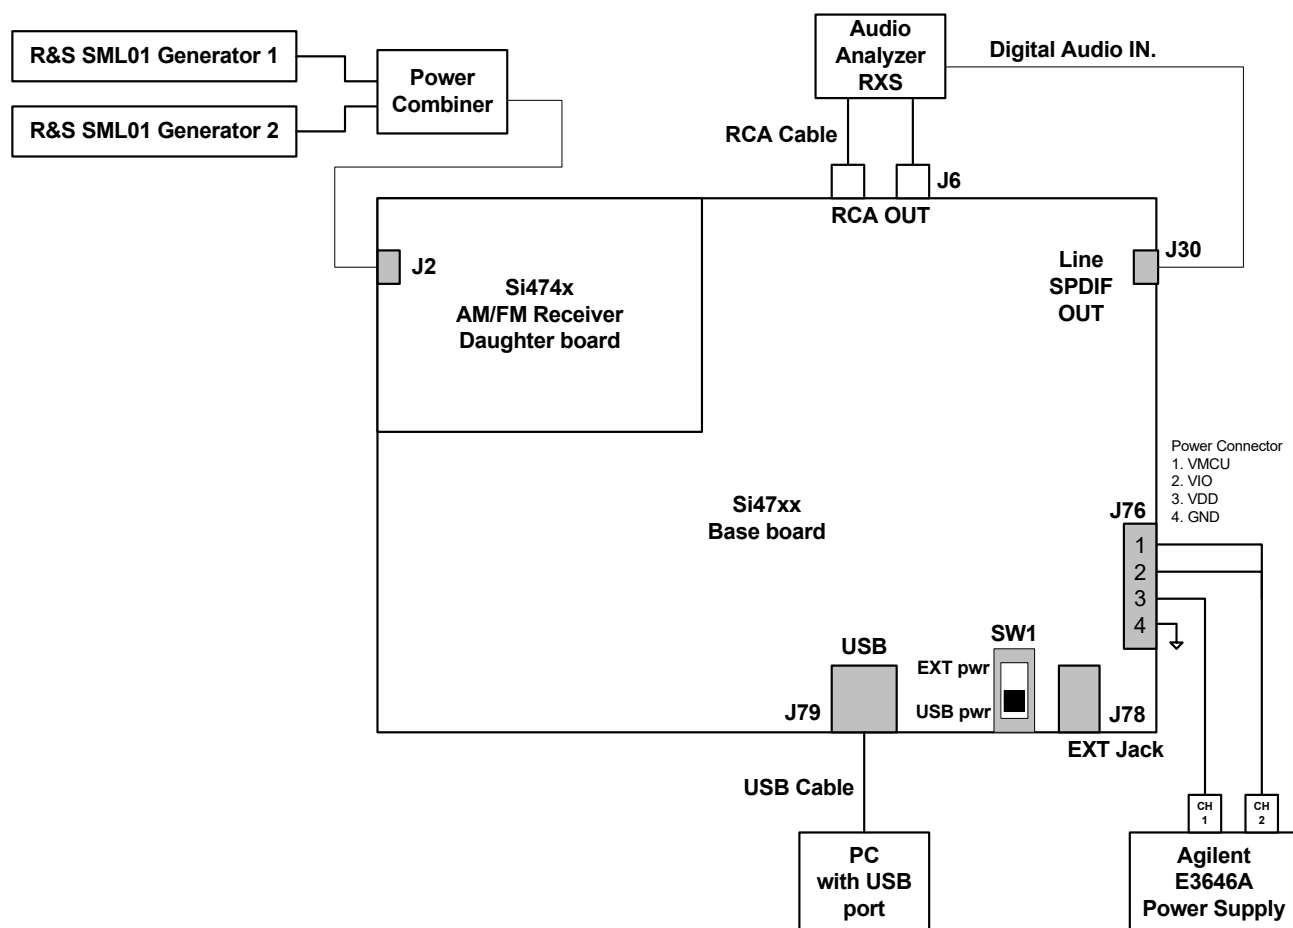 R&S SML01 Generator 1
R&S SML01 Generator 2
Power
Combiner
Audio
Analyzer
RXS
Digital Audio IN.
RCA Cable
J6
RCA OUT
J2
Si474x
AM/FM Receiver
Daughter board
Line
SPDIF
OUT
J30
Si47xx
Base board
Power Connector
1. VMCU
2. VIO
3. VDD
4. GND
J76
1
2
3
4
USB
J79
SW1
EXT pwr
USB pwr
J78
EXT Jack
USB Cable
PC
with USB
port
CH
1
CH
2
Agilent
E3646A
Power Supply